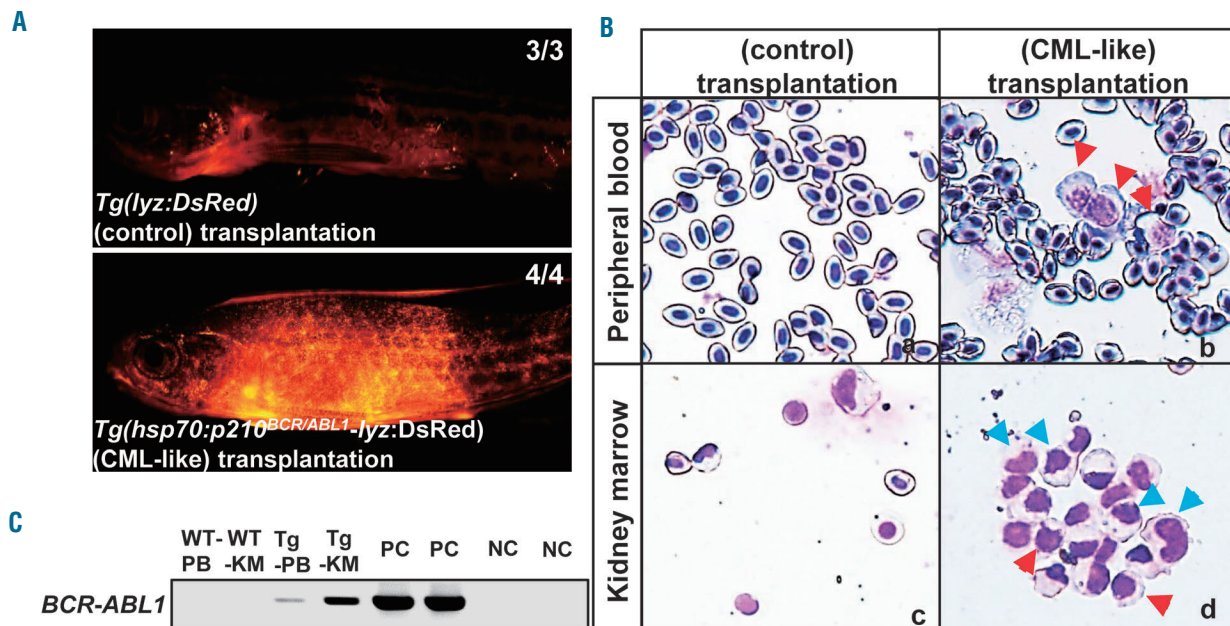 A
3/3
Tg(lyz:DsRed)
(control) transplantation
4/4
Tg(hsp70:p210BCR/ABL1-lyz:DsRed)
(CML-like) transplantation
B
(control)
transplantation
(CML-like)
transplantation
Peripheral blood
a
b
Kidney marrow
c
d
C
WT-PB WT-KM Tg-PB Tg-KM PC PC NC NC
BCR-ABL1